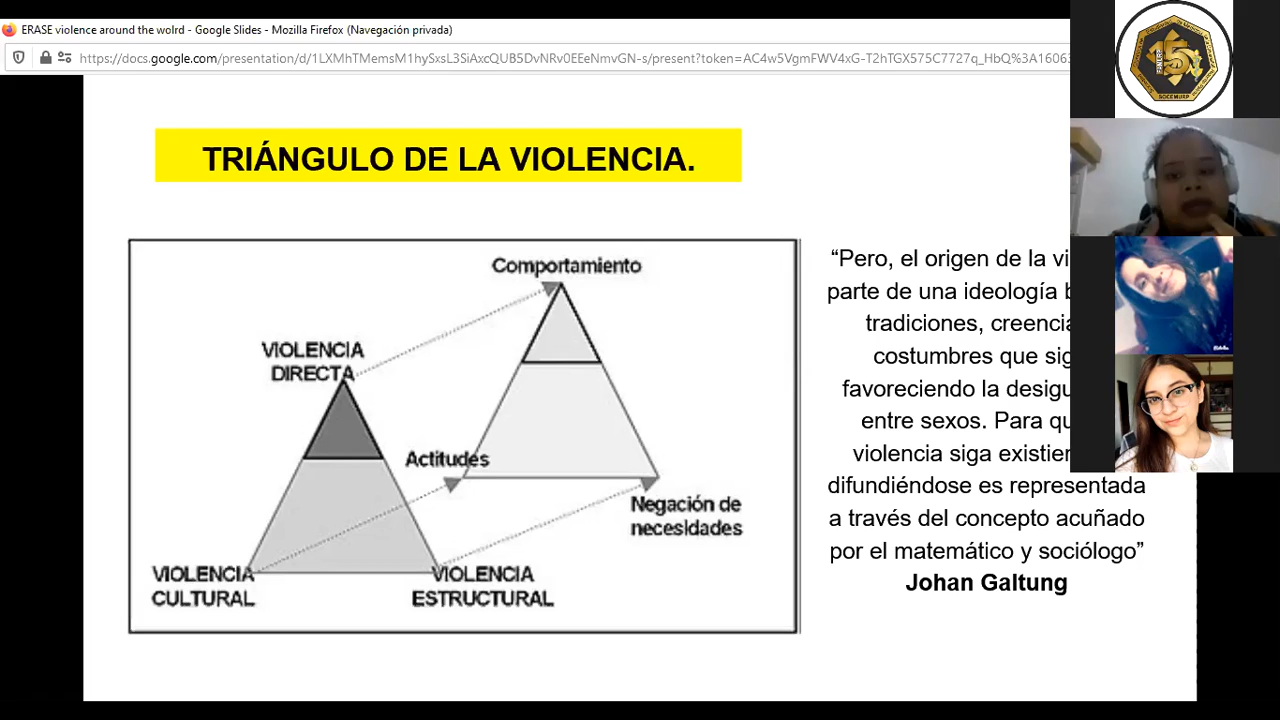 ERASE violence around the wolrd - Google Slides - Mozilla Firefox (Navegación privada)
https://docs.google.com/presentation/d/1LXMhTMemsM1hySxsL3SiAxcQUB5DvNRv0EEeNmvGN-s/present?token=AC4w5VgmFWV4xG-T2hTGX575C7727q_HbQ%3A16063
TRIÁNGULO DE LA VIOLENCIA.
Comportamiento
VIOLENCIA
DIRECTA
Actitudes
Negación de
necesidades
VIOLENCIA
CULTURAL
VIOLENCIA
ESTRUCTURAL
“Pero, el origen de la vi
parte de una ideología b
tradiciones, creencia
costumbres que sig
favoreciendo la desigu
entre sexos. Para qu
violencia siga existien
difundiéndose es representada
a través del concepto acuñado
por el matemático y sociólogo”
Johan Galtung
15
SOCEMURP